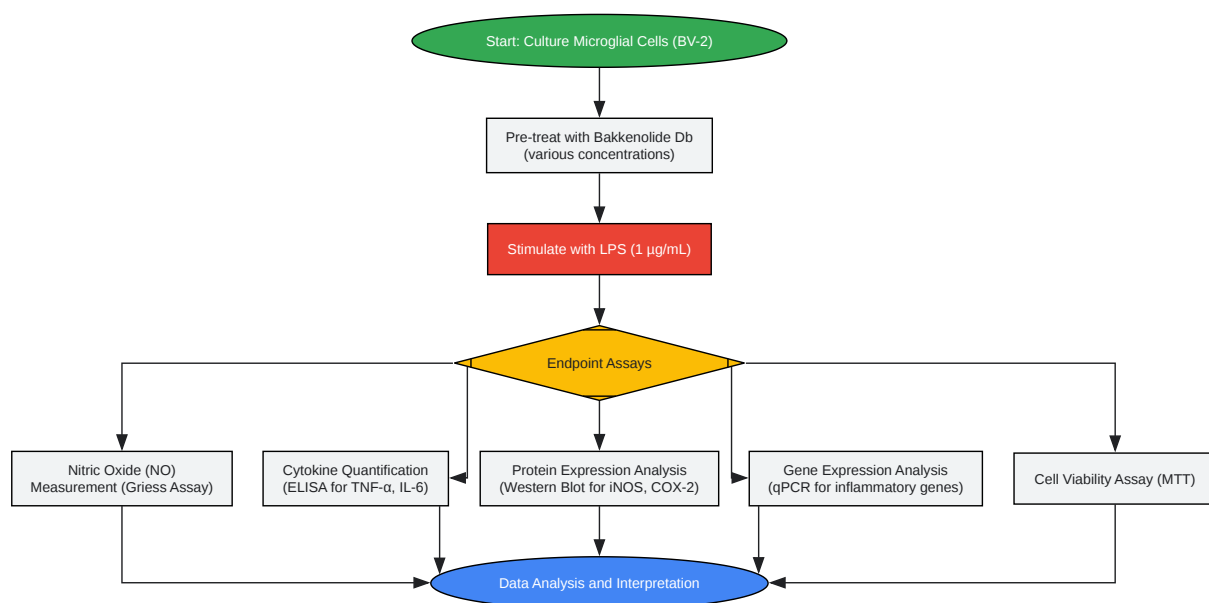 Start: Culture Microglial Cells (BV-2)
Pre-treat with Bakkenolide Db
(various concentrations)
Stimulate with LPS (1 µg/mL)
Endpoint Assays
Nitric Oxide (NO)
Measurement (Griess Assay)
Cytokine Quantification
(ELISA for TNF-α, IL-6)
Protein Expression Analysis
(Western Blot for iNOS, COX-2)
Gene Expression Analysis
(qPCR for inflammatory genes)
Cell Viability Assay (MTT)
Data Analysis and Interpretation